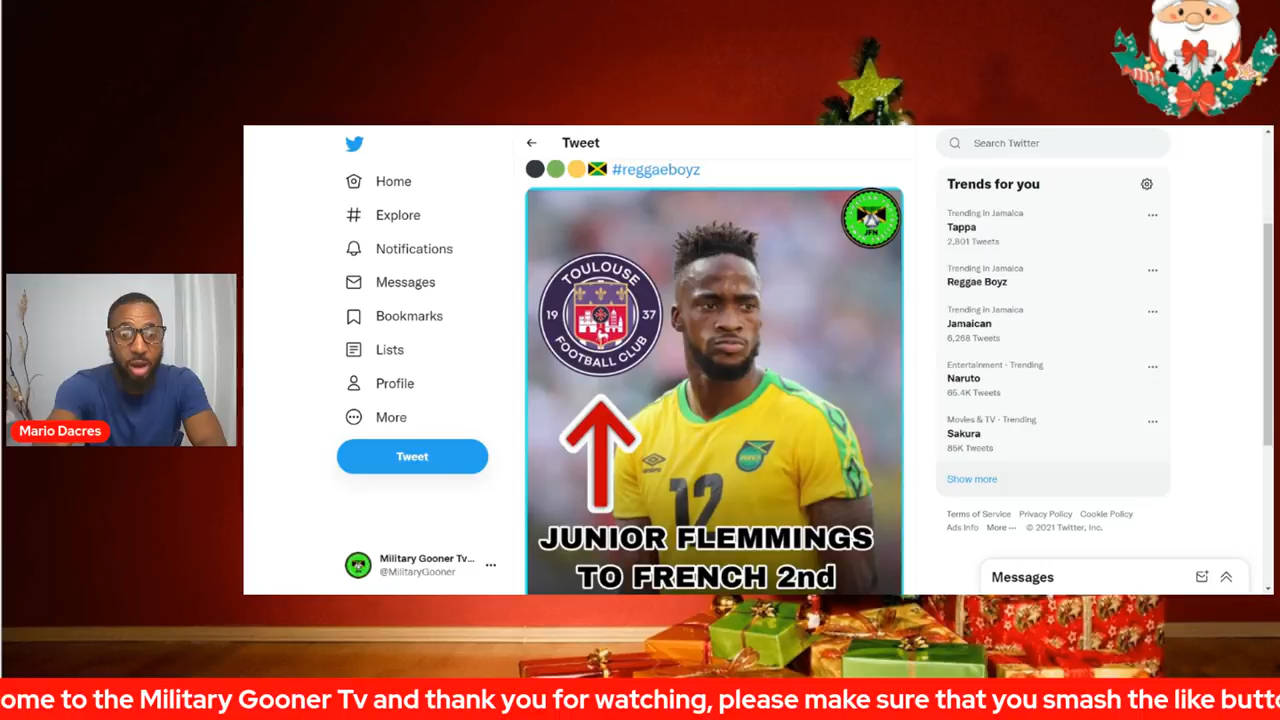 Tweet
#reggaeboyz
Home
Explore
Notifications
Messages
Bookmarks
Lists
Profile
More
Tweet
Military Gooner Tv...
@MilitaryGooner
JFN
TOULOUSE
19 37
FOOTBALL CLUB
umbro
12
JUNIOR FLEMMINGS
TO FRENCH 2nd
Search Twitter
Trends for you
Trending in Jamaica
Tappa
2,801 Tweets
Trending in Jamaica
Reggae Boyz
Trending in Jamaica
Jamaican
6,268 Tweets
Entertainment · Trending
Naruto
65.4K Tweets
Movies & TV · Trending
Sakura
85K Tweets
Show more
Terms of Service Privacy Policy Cookie Policy
Ads Info More ··· © 2021 Twitter, Inc.
Messages
Mario Dacres
ome to the Military Gooner Tv and thank you for watching, please make sure that you smash the like butto